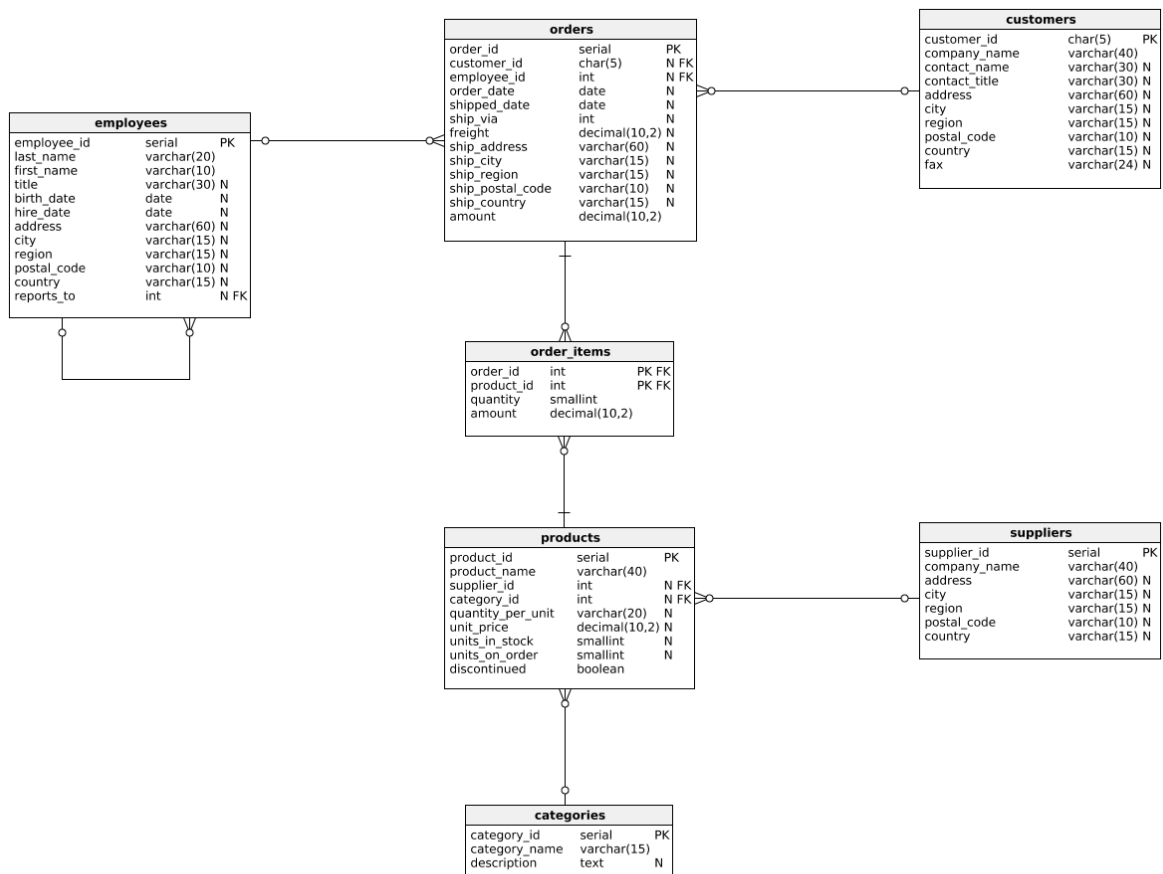 orders
order_id serial PK
customer_id char(5) N FK
employee_id int N FK
order_date date N
shipped_date date N
ship_via int N
freight decimal(10,2) N
ship_address varchar(60) N
ship_city varchar(15) N
ship_region varchar(15) N
ship_postal_code varchar(10) N
ship_country varchar(15) N
amount decimal(10,2)
customers
customer_id char(5) PK
company_name varchar(40)
contact_name varchar(30) N
contact_title varchar(30) N
address varchar(60) N
city varchar(15) N
region varchar(15) N
postal_code varchar(10) N
country varchar(15) N
fax varchar(24) N
employees
employee_id serial PK
last_name varchar(20)
first_name varchar(10)
title varchar(30) N
birth_date date N
hire_date date N
address varchar(60) N
city varchar(15) N
region varchar(15) N
postal_code varchar(10) N
country varchar(15) N
reports_to int N FK
order_items
order_id int PK FK
product_id int PK FK
quantity smallint
amount decimal(10,2)
products
product_id serial PK
product_name varchar(40)
supplier_id int N FK
category_id int N FK
quantity_per_unit varchar(20) N
unit_price decimal(10,2) N
units_in_stock smallint N
units_on_order smallint N
discontinued boolean
suppliers
supplier_id serial PK
company_name varchar(40)
address varchar(60) N
city varchar(15) N
region varchar(15) N
postal_code varchar(10) N
country varchar(15) N
categories
category_id serial PK
category_name varchar(15)
description text N